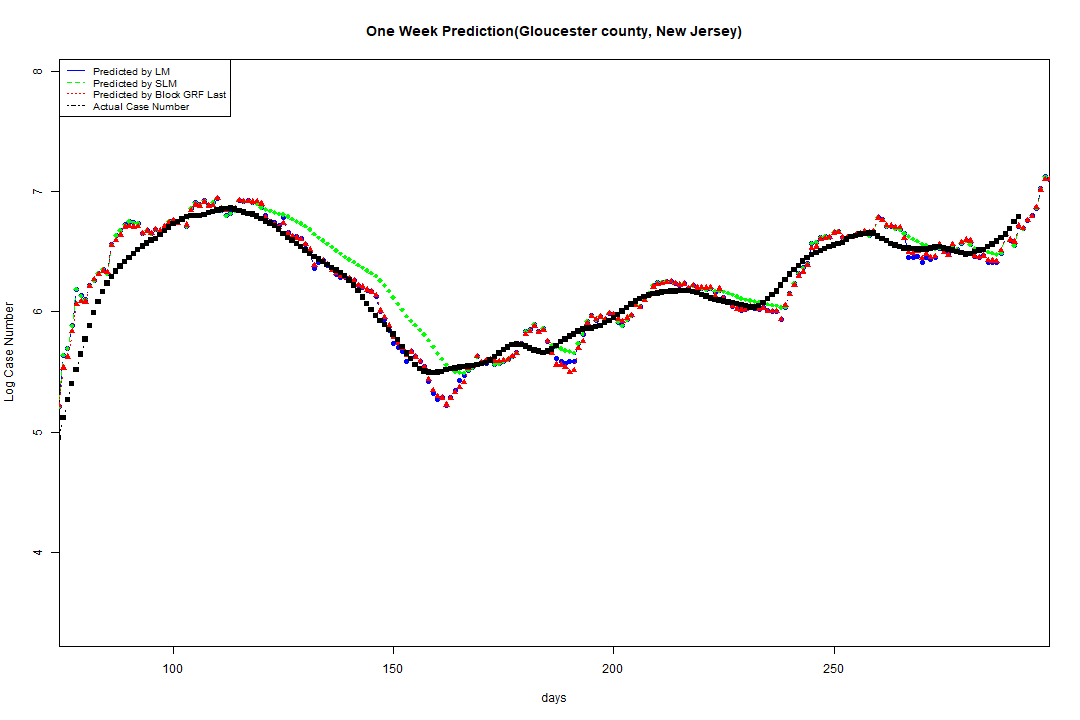 One Week Prediction(Gloucester county, New Jersey)
Predicted by LM
Predicted by SLM
Predicted by Block GRF Last
Actual Case Number
8
7
6
5
4
Log Case Number
100
150
200
250
days